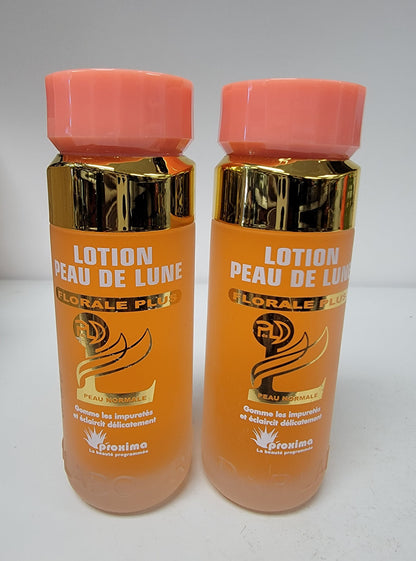 LOTION
PEAU DE LUNE
FLORALE PLUS
PEAU NORMALE
Gomme les impuretés
et éclaircit délicatement
proxima
La beauté programmée
LOTION
PEAU DE LUNE
FLORALE PLUS
PEAU NORMALE
Gomme les impuretés
et éclaircit délicatement
proxima
La beauté programmée